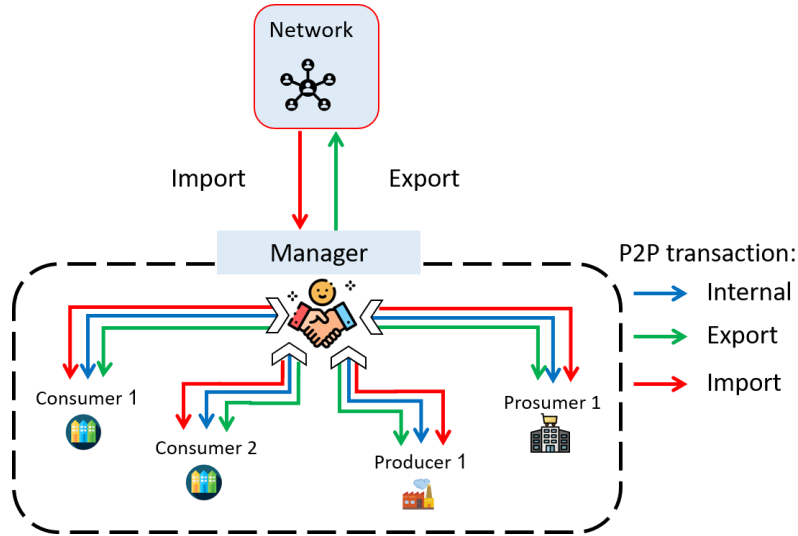 Network
Import
Export
Manager
P2P transaction:
Internal
Export
Import
Consumer 1
Consumer 2
Producer 1
Prosumer 1